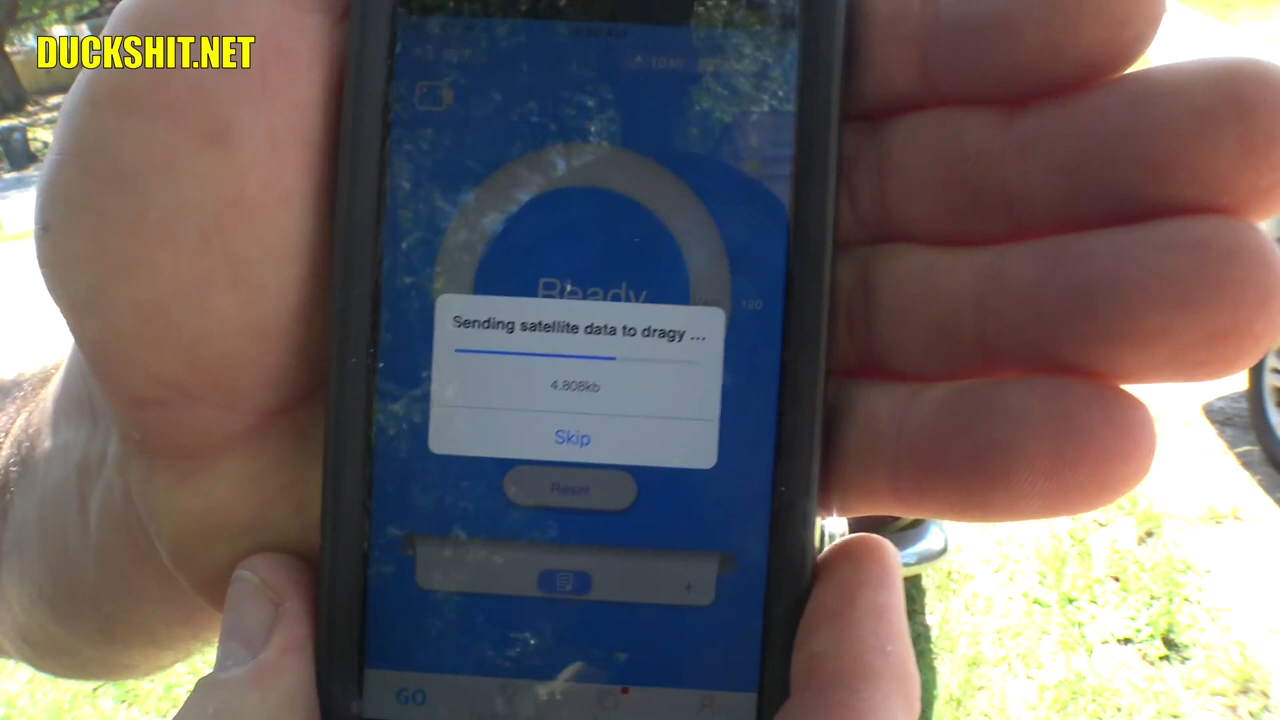 DUCKSHIT.NET
Ready
120
Sending satellite data to dragy ...
4.808kb
Skip
Reset
+
GO